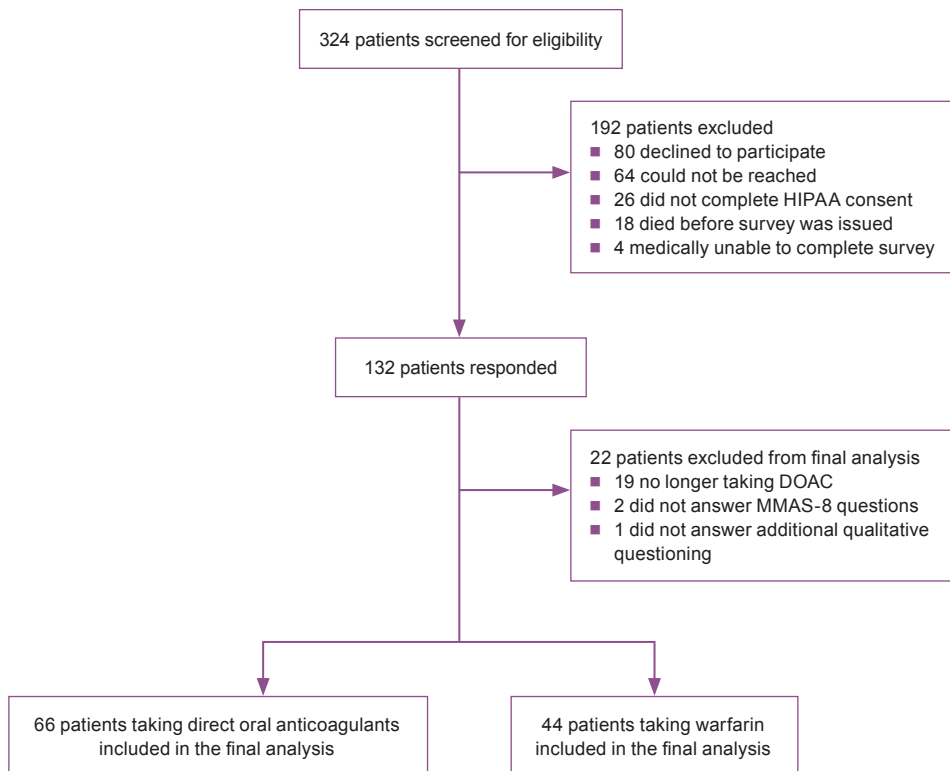 324 patients screened for eligibility
192 patients excluded
■ 80 declined to participate
■ 64 could not be reached
■ 26 did not complete HIPAA consent
■ 18 died before survey was issued
■ 4 medically unable to complete survey
132 patients responded
22 patients excluded from final analysis
■ 19 no longer taking DOAC
■ 2 did not answer MMAS-8 questions
■ 1 did not answer additional qualitative
questioning
66 patients taking direct oral anticoagulants
included in the final analysis
44 patients taking warfarin
included in the final analysis